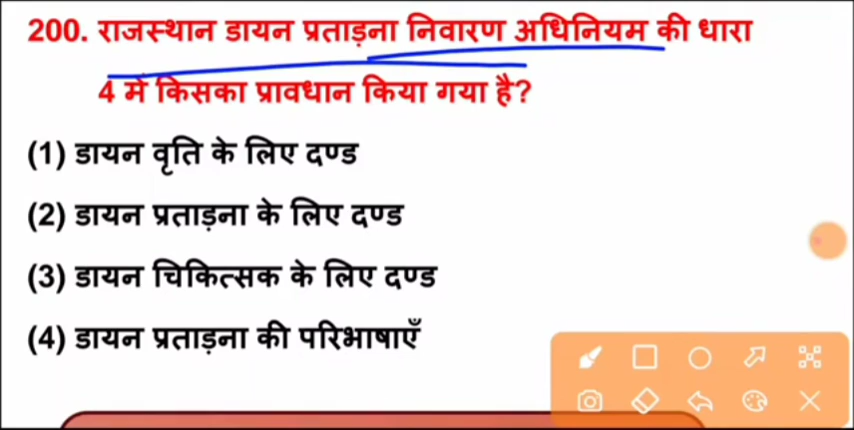 200. राजस्थान डायन प्रताड़ना निवारण अधिनियम की धारा
4 में किसका प्रावधान किया गया है?
(1) डायन वृति के लिए दण्ड
(2) डायन प्रताड़ना के लिए दण्ड
(3) डायन चिकित्सक के लिए दण्ड
(4) डायन प्रताड़ना की परिभाषाएँ